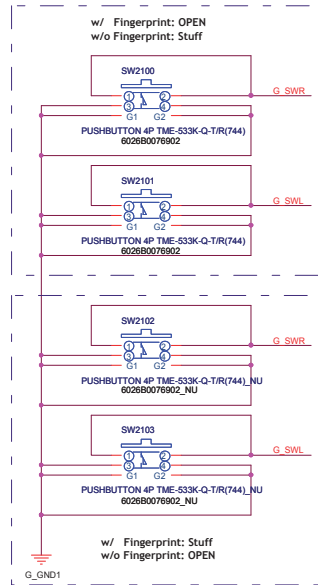 w/ Fingerprint: OPEN
w/o Fingerprint: Stuff
SW2100
1 2
3 4
G1 G2
G_SWR
PUSHBUTTON 4P TME-533K-Q-T/R(744)
6026B0076902
SW2101
1 2
3 4
G1 G2
G_SWL
PUSHBUTTON 4P TME-533K-Q-T/R(744)
6026B0076902
SW2102
1 2
3 4
G1 G2
G_SWR
PUSHBUTTON 4P TME-533K-Q-T/R(744)_NU
6026B0076902_NU
SW2103
1 2
3 4
G1 G2
G_SWL
PUSHBUTTON 4P TME-533K-Q-T/R(744)_NU
6026B0076902_NU
w/ Fingerprint: Stuff
w/o Fingerprint: OPEN
G_GND1